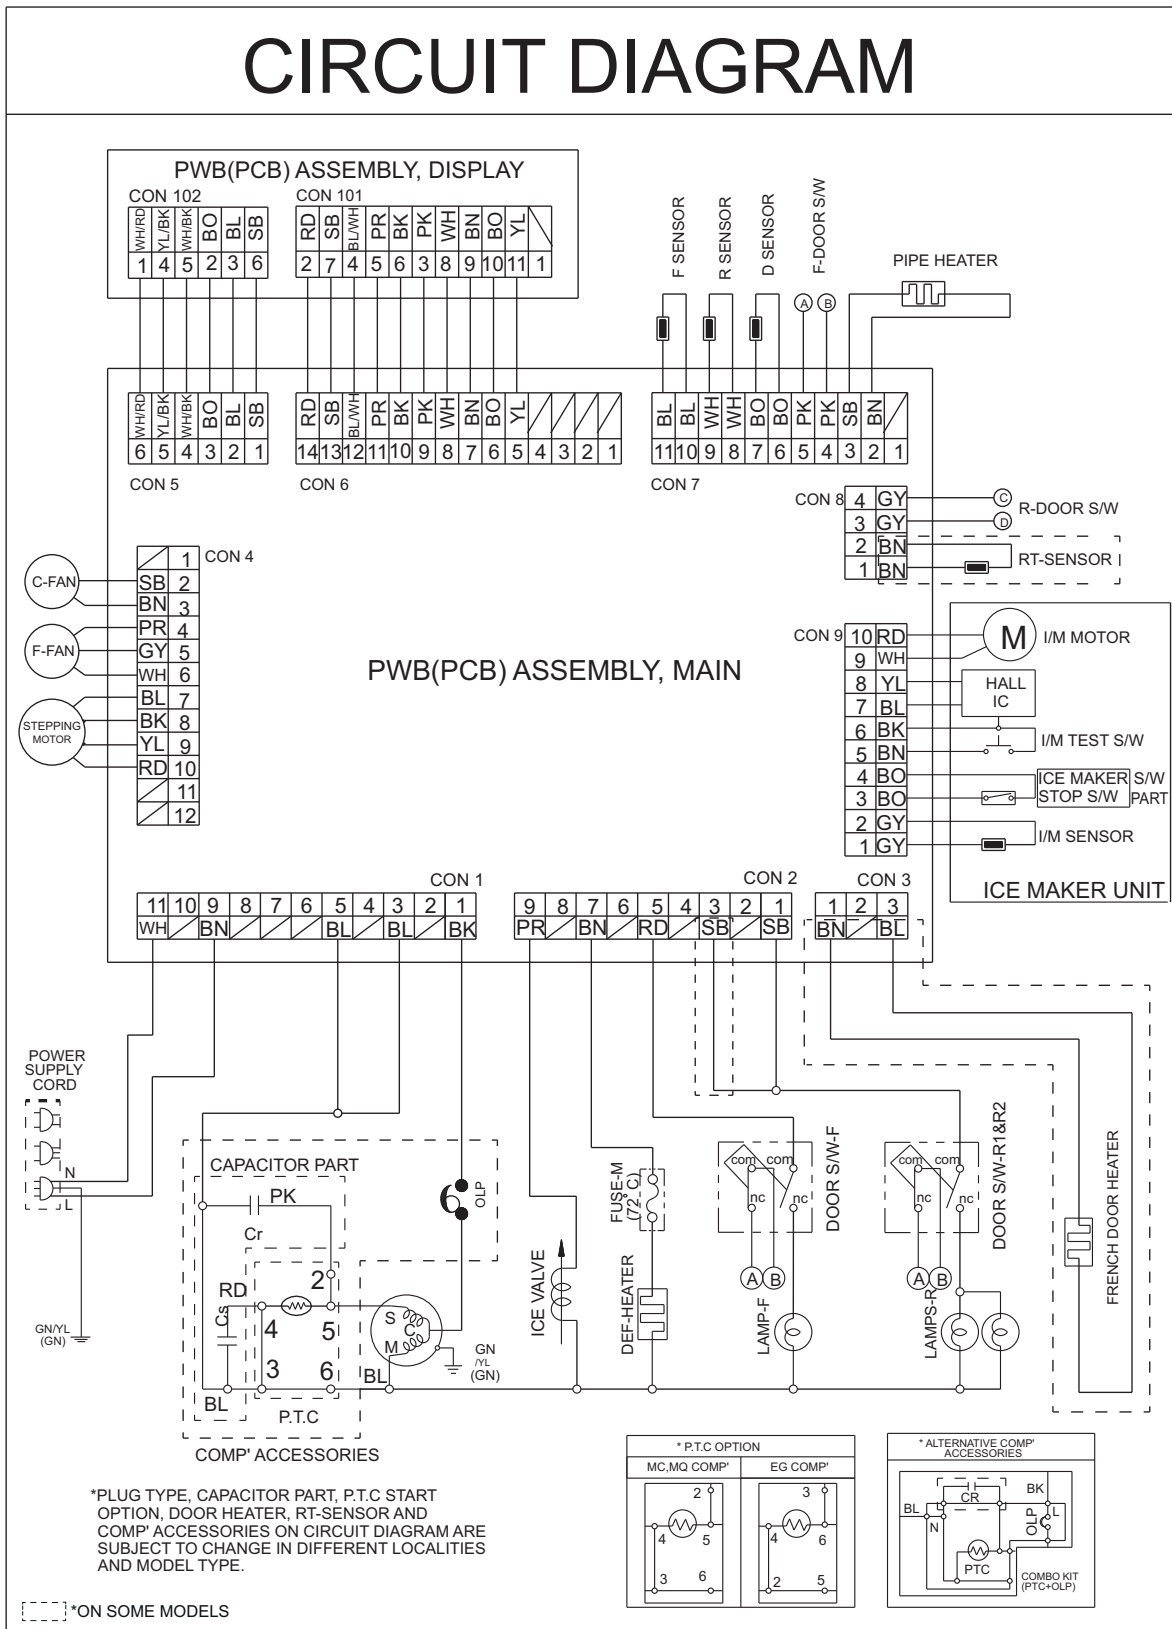 CIRCUIT DIAGRAM
PWB(PCB) ASSEMBLY, DISPLAY
CON 102
CON 101
WH/RD YL/BK WH/BK BO BL SB
1 4 5 2 3 6
RD SB BL/WH PR BK PK WH BN BO YL
2 7 4 5 6 3 8 9 10 11 1
F SENSOR
R SENSOR
D SENSOR
F-DOOR S/W
A B
PIPE HEATER
WH/RD YL/BK WH/BK BO BL SB
6 5 4 3 2 1
CON 5
RD SB BL/WH PR BK PK WH BN BO YL
14 13 12 11 10 9 8 7 6 5 4 3 2 1
CON 6
BL BL WH WH BO BO PK PK SB BN
11 10 9 8 7 6 5 4 3 2 1
CON 7
CON 8
4 GY C
3 GY D
R-DOOR S/W
2 BN
1 BN
RT-SENSOR
CON 4
1
SB 2
BN 3
PR 4
GY 5
WH 6
BL 7
BK 8
YL 9
RD 10
11
12
C-FAN
F-FAN
STEPPING
MOTOR
PWB(PCB) ASSEMBLY, MAIN
CON 9
10 RD
9 WH
8 YL
7 BL
6 BK
5 BN
4 BO
3 BO
2 GY
1 GY
M I/M MOTOR
HALL
IC
I/M TEST S/W
ICE MAKER S/W
STOP S/W PART
I/M SENSOR
ICE MAKER UNIT
CON 1
11 10 9 8 7 6 5 4 3 2 1
WH BN BL BL BK
CON 2
9 8 7 6 5 4 3 2 1
PR BN RD SB SB
CON 3
1 2 3
BN BL
POWER
SUPPLY
CORD
N
L
GN/YL
(GN)
CAPACITOR PART
PK
Cr
RD
Cs
2
4 5
3 6
BL
P.T.C
COMP' ACCESSORIES
6
OLP
S
C
M
BL
GN
/YL
(GN)
ICE VALVE
FUSE-M
(72°C)
DEF-HEATER
com com
nc nc
DOOR S/W-F
A B
LAMP-F
com com
nc nc
DOOR S/W-R1&R2
A B
LAMPS-R
FRENCH DOOR HEATER
*PLUG TYPE, CAPACITOR PART, P.T.C START
OPTION, DOOR HEATER, RT-SENSOR AND
COMP' ACCESSORIES ON CIRCUIT DIAGRAM ARE
SUBJECT TO CHANGE IN DIFFERENT LOCALITIES
AND MODEL TYPE.
*ON SOME MODELS
* P.T.C OPTION
MC,MQ COMP'
EG COMP'
2
4 5
3 6
3
4 6
2 5
* ALTERNATIVE COMP'
ACCESSORIES
CR
BK
BL
N
L
OLP
PTC
COMBO KIT
(PTC+OLP)